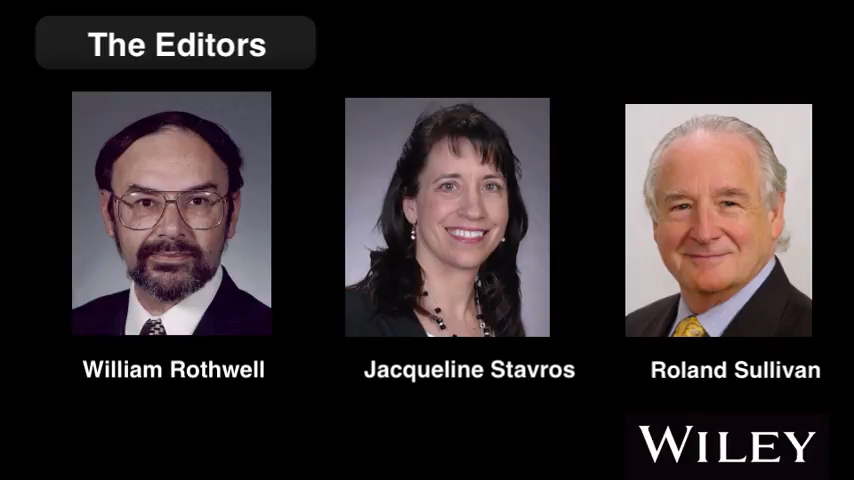 The Editors
William Rothwell
Jacqueline Stavros
Roland Sullivan
WILEY